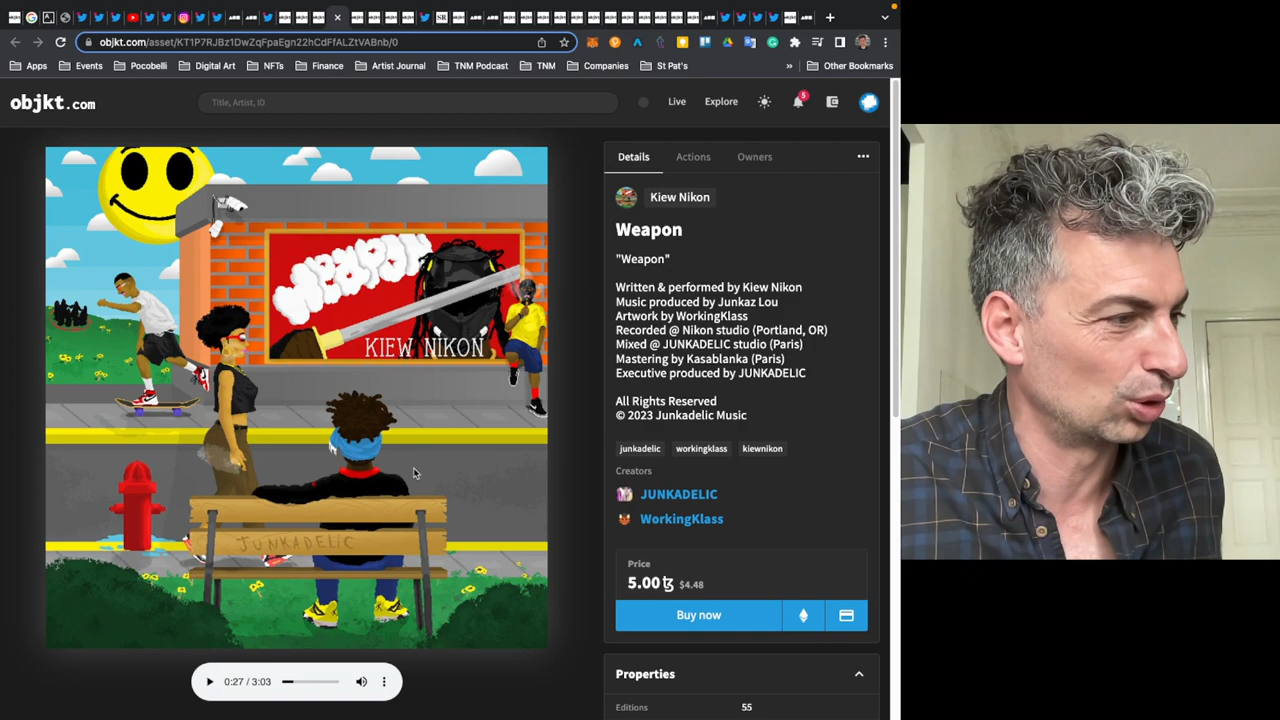 objkt.com/asset/KT1P7RJBz1DwZqFpaEgn22hCdFfALZtVABnb/0
Apps
Events
Pocobelli
Digital Art
NFTs
Finance
Artist Journal
TNM Podcast
TNM
Companies
St Pat's
»
Other Bookmarks
objkt.com
Title, Artist, ID
Live
Explore
5
WEAPON
KIEW NIKON
JUNKADELIC
0:27 / 3:03
Details
Actions
Owners
Kiew Nikon
Weapon
"Weapon"
Written & performed by Kiew Nikon
Music produced by Junkaz Lou
Artwork by WorkingKlass
Recorded @ Nikon studio (Portland, OR)
Mixed @ JUNKADELIC studio (Paris)
Mastering by Kasablanka (Paris)
Executive produced by JUNKADELIC
All Rights Reserved
© 2023 Junkadelic Music
junkadelic
workingklass
kiewnikon
Creators
JUNKADELIC
WorkingKlass
Price
5.00ꜩ $4.48
Buy now
Properties
Editions
55